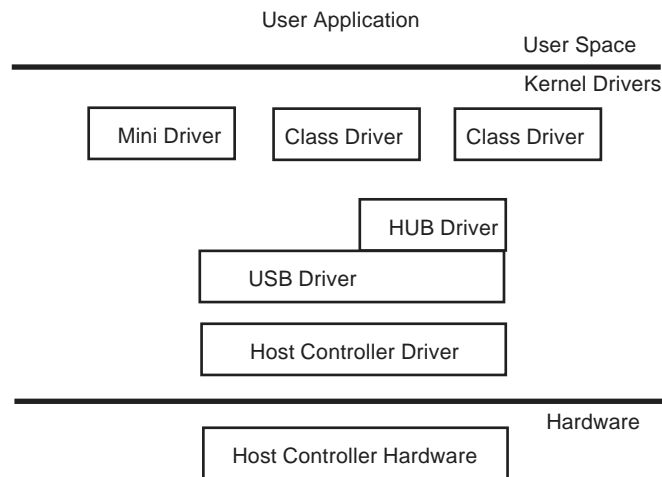 User Application
User Space
Kernel Drivers
Mini Driver
Class Driver
Class Driver
HUB Driver
USB Driver
Host Controller Driver
Hardware
Host Controller Hardware